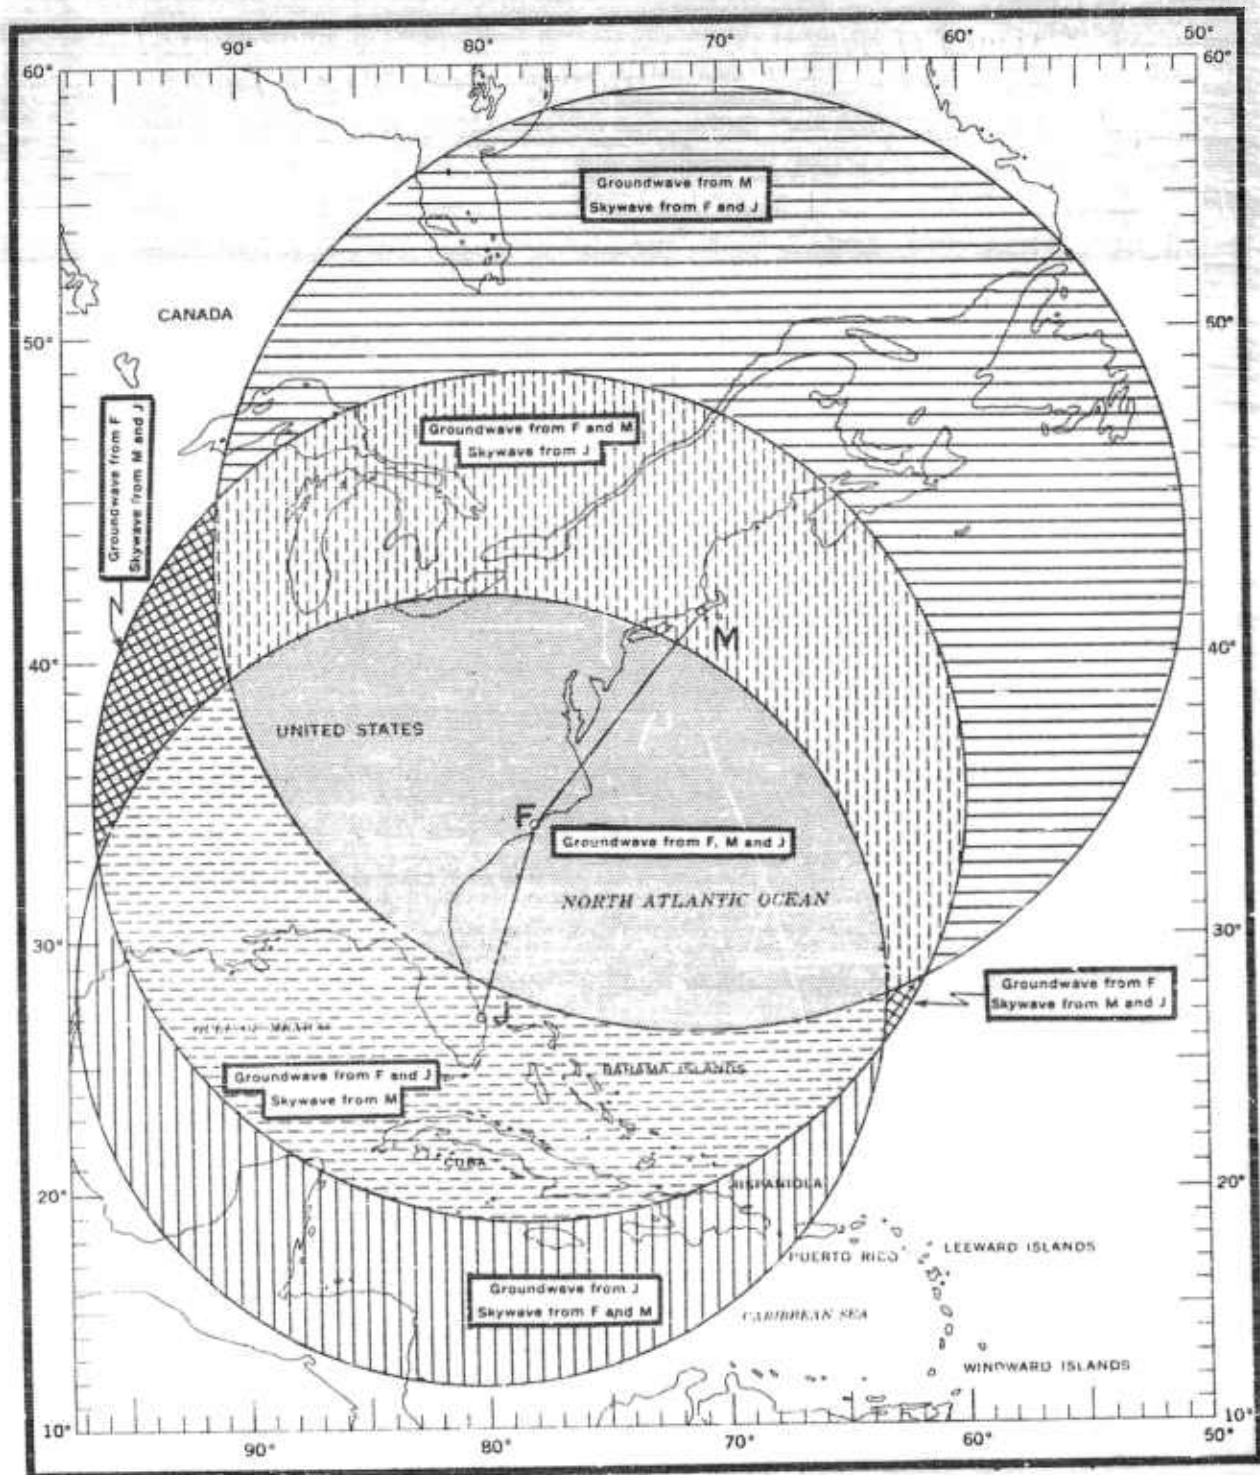 90°
80°
70°
60°
50°
60°
60°
Groundwave from M
Skywave from F and J
CANADA
50°
50°
Groundwave from F
Skywave from M and J
Groundwave from F and M
Skywave from J
M
40°
40°
UNITED STATES
F
Groundwave from F, M and J
NORTH ATLANTIC OCEAN
30°
30°
Groundwave from F
Skywave from M and J
J
GULF OF MEXICO
Groundwave from F and J
Skywave from M
BAHAMA ISLANDS
CUBA
20°
HISPANIOLA
20°
PUERTO RICO
LEEWARD ISLANDS
Groundwave from J
Skywave from F and M
CARIBBEAN SEA
WINDWARD ISLANDS
10°
10°
90°
80°
70°
60°
50°